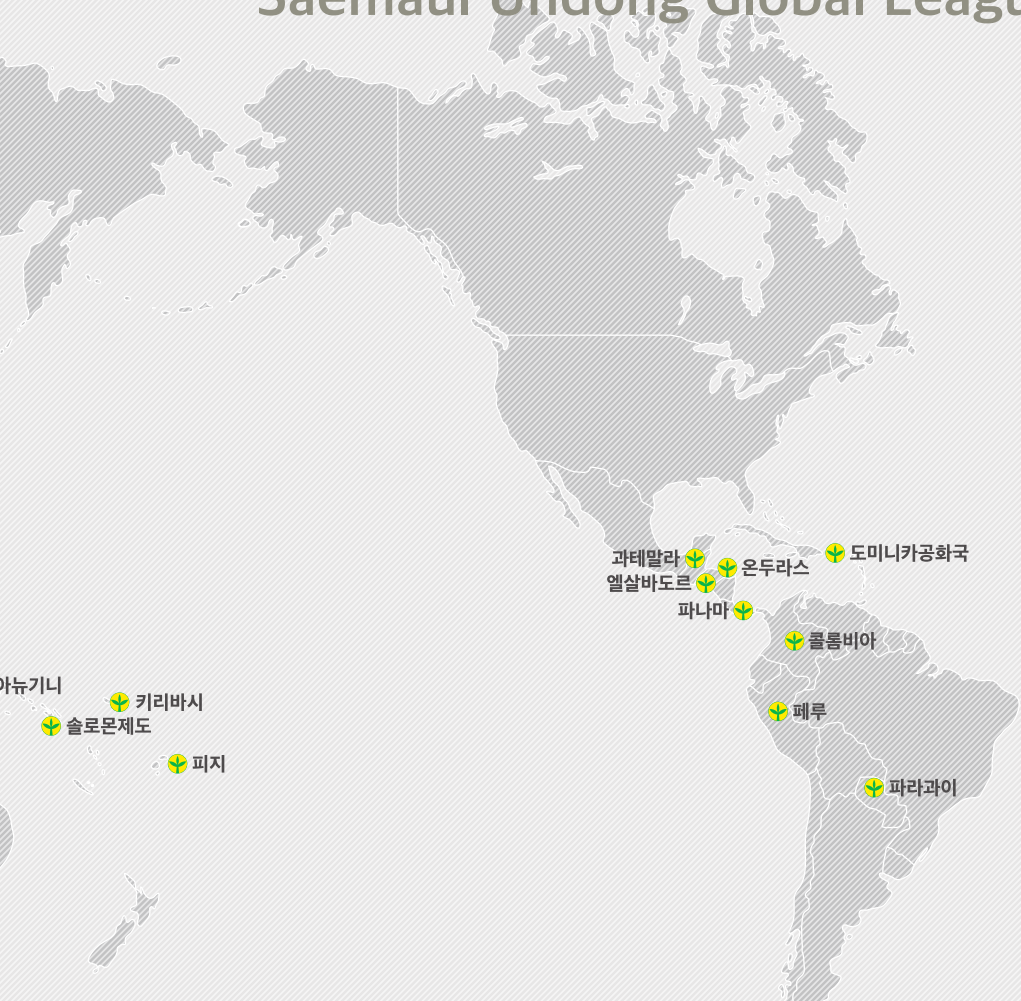 Saemaul Undong Global Leagu
도미니카공화국
과테말라
온두라스
엘살바도르
파나마
콜롬비아
아뉴기니
키리바시
페루
솔로몬제도
피지
파라과이